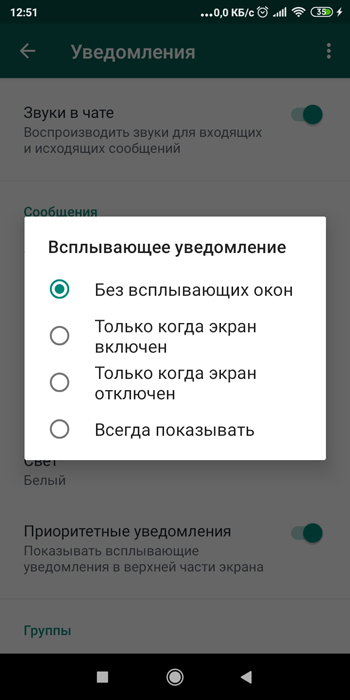 12:51
...0,0 КБ/с
35
Уведомления
Звуки в чате
Воспроизводить звуки для входящих
и исходящих сообщений
Сообщения
Всплывающее уведомление
Без всплывающих окон
Только когда экран
включен
Только когда экран
отключен
Всегда показывать
Свет
Белый
Приоритетные уведомления
Показывать всплывающие
уведомления в верхней части экрана
Группы